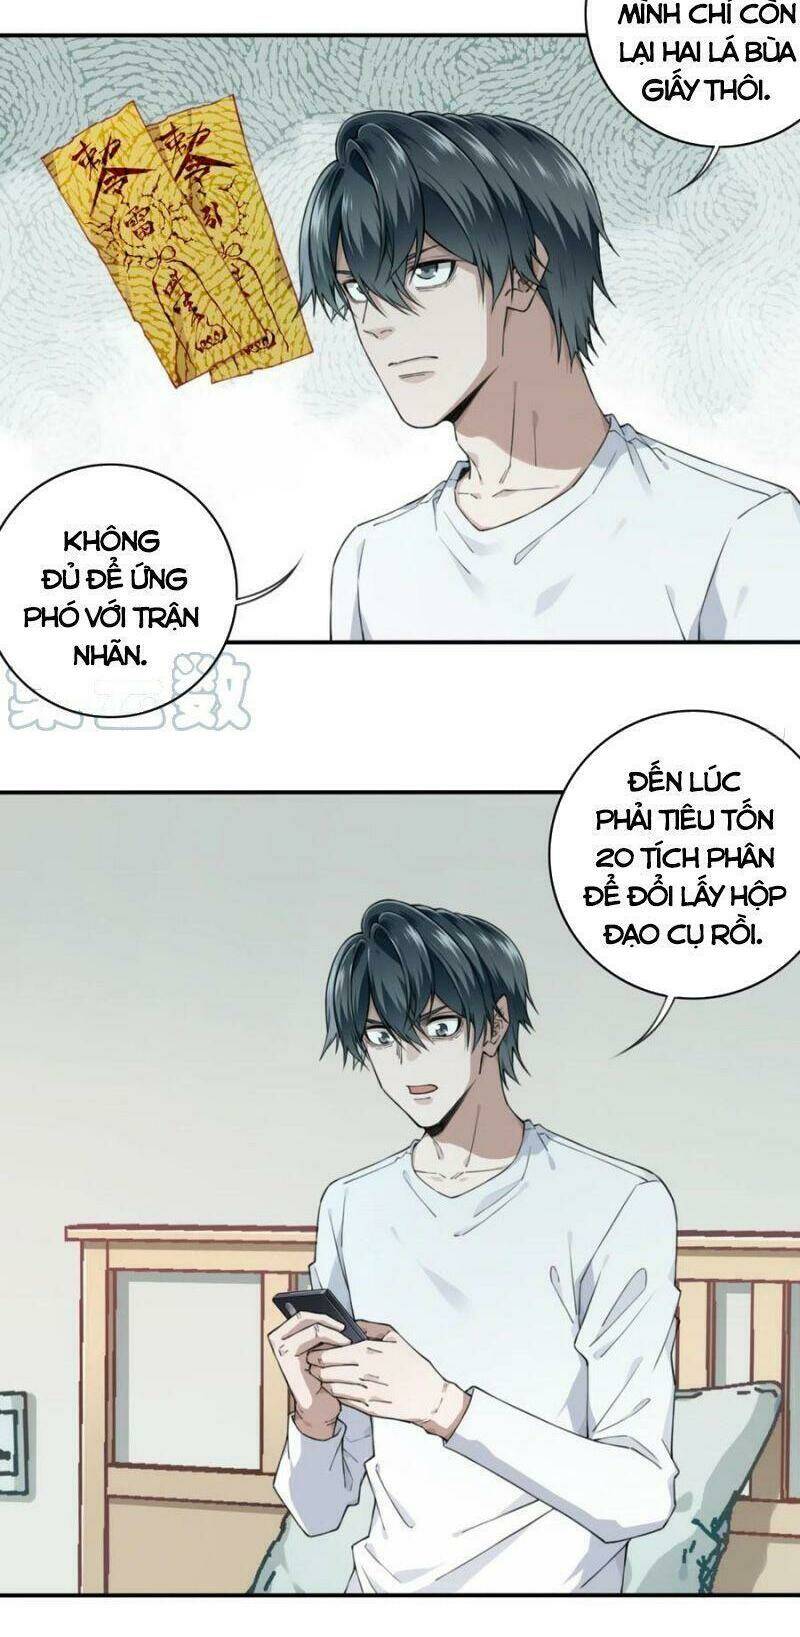 MÌNH CHỈ CÒN
LẠI HAI LÁ BÙA
GIẤY THÔI.
KHÔNG
ĐỦ ĐỂ ỨNG
PHÓ VỚI TRẬN
NHÃN.
ĐẾN LÚC
PHẢI TIÊU TỐN
20 TÍCH PHÂN
ĐỂ ĐỔI LẤY HỘP
ĐẠO CỤ RỒI.